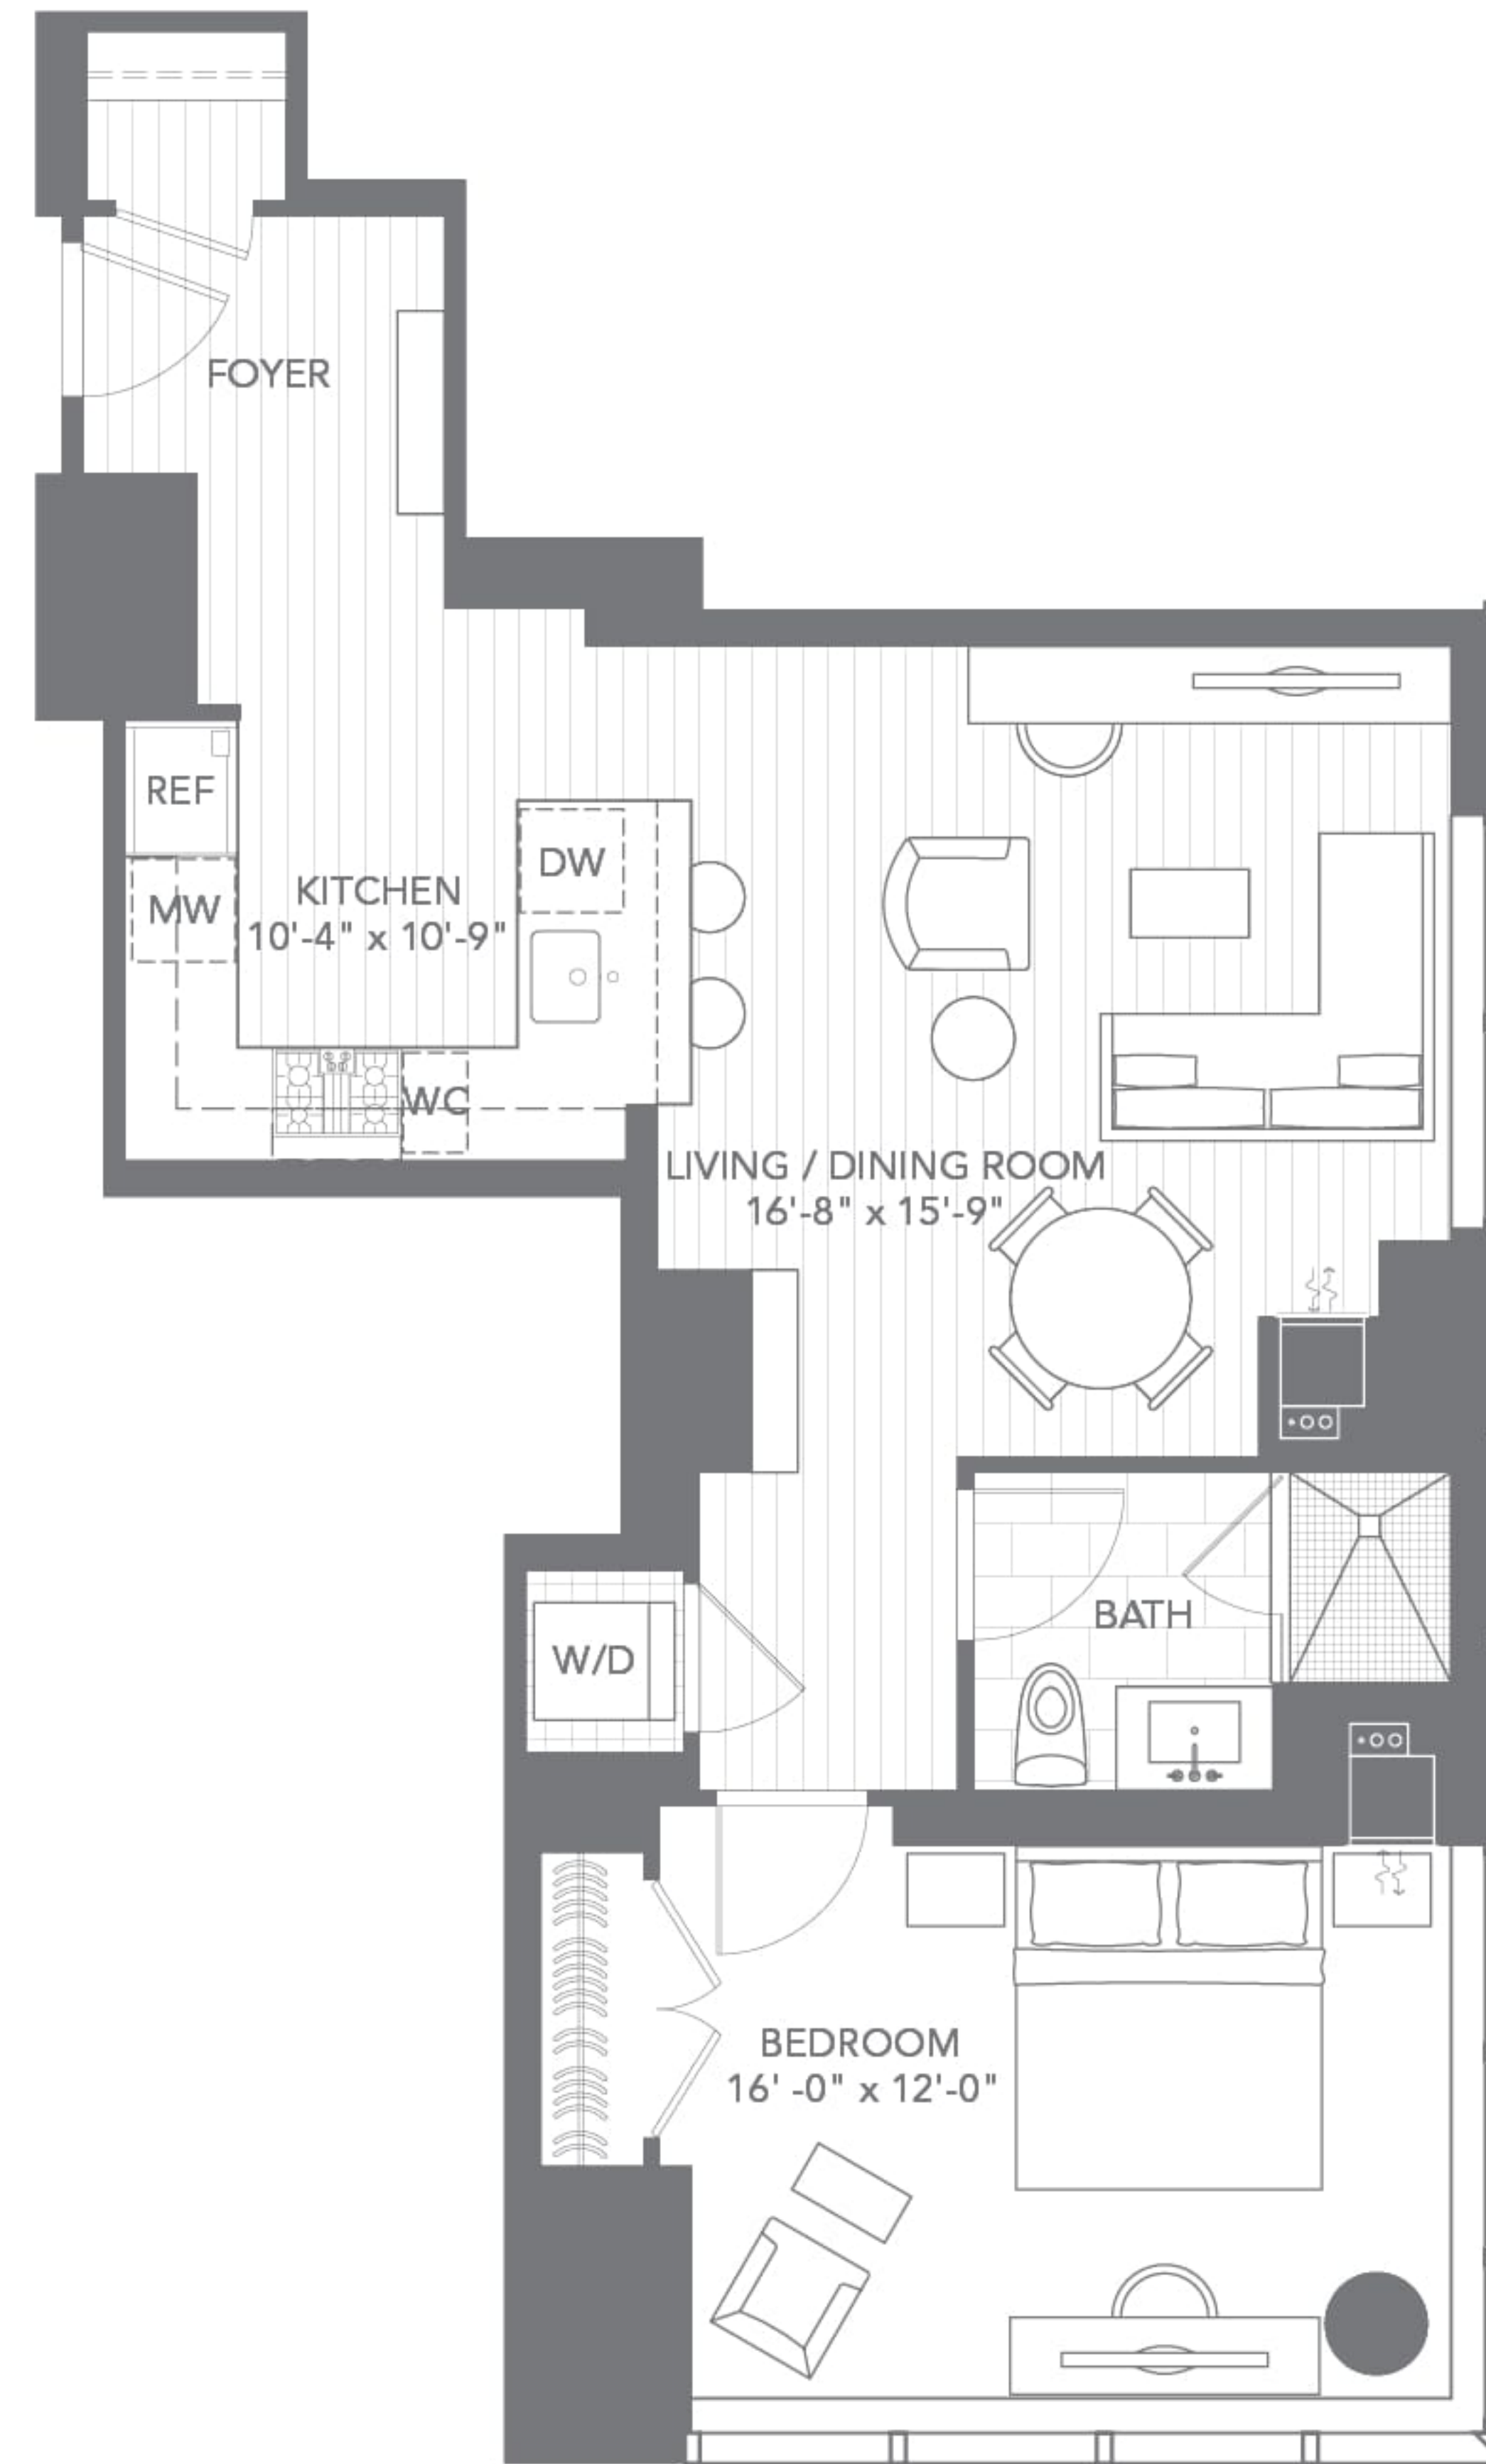 FOYER
REF
MW
KITCHEN
10'-4" x 10'-9"
DW
WC
LIVING / DINING ROOM
16'-8" x 15'-9"
BATH
W/D
BEDROOM
16' -0" x 12'-0"